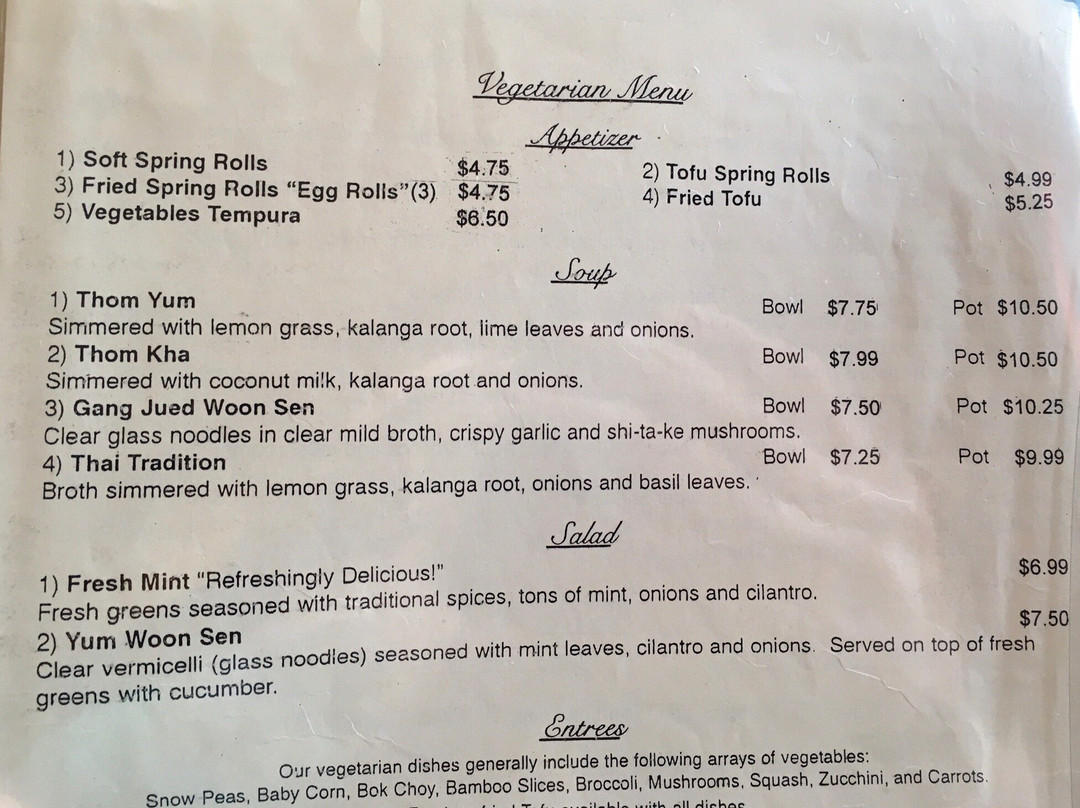 Vegetarian Menu
Appetizer
1) Soft Spring Rolls $4.75 2) Tofu Spring Rolls $4.99
3) Fried Spring Rolls “Egg Rolls”(3) $4.75 4) Fried Tofu $5.25
5) Vegetables Tempura $6.50
Soup
1) Thom Yum Bowl $7.75 Pot $10.50
Simmered with lemon grass, kalanga root, lime leaves and onions.
2) Thom Kha Bowl $7.99 Pot $10.50
Simmered with coconut milk, kalanga root and onions.
3) Gang Jued Woon Sen Bowl $7.50 Pot $10.25
Clear glass noodles in clear mild broth, crispy garlic and shi-ta-ke mushrooms.
4) Thai Tradition Bowl $7.25 Pot $9.99
Broth simmered with lemon grass, kalanga root, onions and basil leaves.
Salad
1) Fresh Mint “Refreshingly Delicious!” $6.99
Fresh greens seasoned with traditional spices, tons of mint, onions and cilantro.
2) Yum Woon Sen $7.50
Clear vermicelli (glass noodles) seasoned with mint leaves, cilantro and onions. Served on top of fresh
greens with cucumber.
Entrees
Our vegetarian dishes generally include the following arrays of vegetables:
Snow Peas, Baby Corn, Bok Choy, Bamboo Slices, Broccoli, Mushrooms, Squash, Zucchini, and Carrots.
Tofu available with all dishes